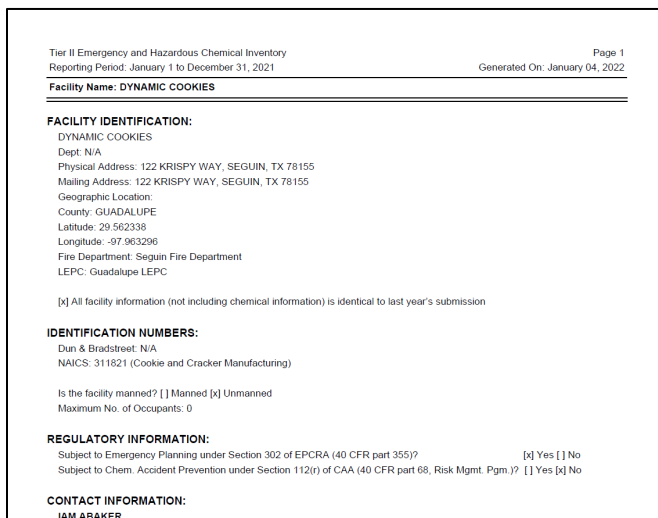 Tier II Emergency and Hazardous Chemical Inventory Page 1
Reporting Period: January 1 to December 31, 2021 Generated On: January 04, 2022
Facility Name: DYNAMIC COOKIES
FACILITY IDENTIFICATION:
DYNAMIC COOKIES
Dept: N/A
Physical Address: 122 KRISPY WAY, SEGUIN, TX 78155
Mailing Address: 122 KRISPY WAY, SEGUIN, TX 78155
Geographic Location:
County: GUADALUPE
Latitude: 29.562338
Longitude: -97.963296
Fire Department: Seguin Fire Department
LEPC: Guadalupe LEPC
[x] All facility information (not including chemical information) is identical to last year's submission
IDENTIFICATION NUMBERS:
Dun & Bradstreet: N/A
NAICS: 311821 (Cookie and Cracker Manufacturing)
Is the facility manned? [ ] Manned [x] Unmanned
Maximum No. of Occupants: 0
REGULATORY INFORMATION:
Subject to Emergency Planning under Section 302 of EPCRA (40 CFR part 355)? [x] Yes [ ] No
Subject to Chem. Accident Prevention under Section 112(r) of CAA (40 CFR part 68, Risk Mgmt. Pgm.)? [ ] Yes [x] No
CONTACT INFORMATION:
IAM ABAKER